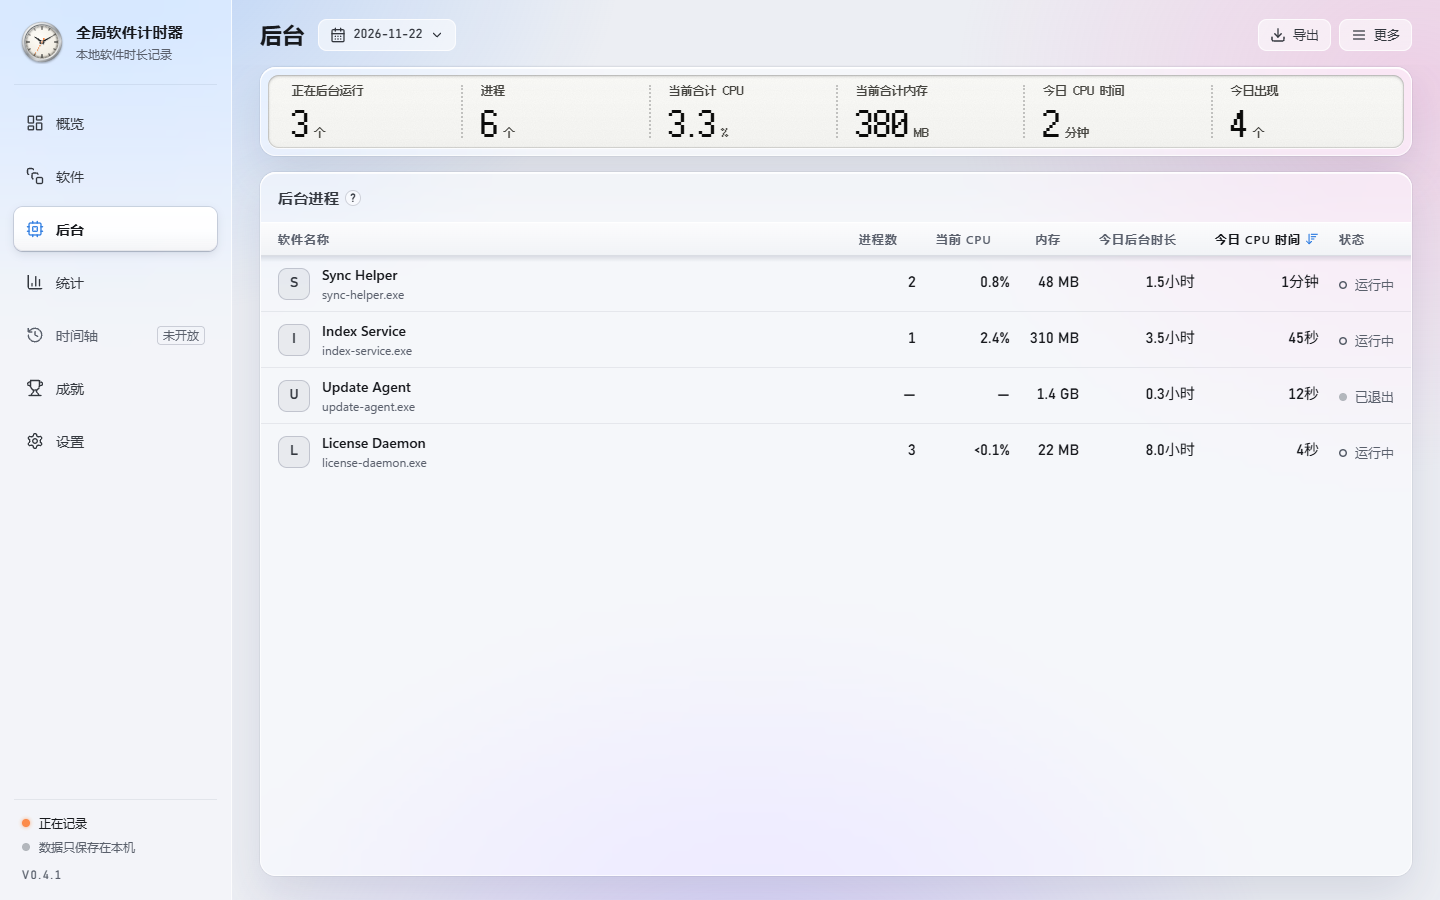 全局软件计时器
本地软件时长记录
概览
软件
后台
统计
时间轴 未开放
成就
设置
正在记录
数据只保存在本机
V0.4.1
后台 2026-11-22 导出 更多
正在后台运行 进程 当前合计 CPU 当前合计内存 今日 CPU 时间 今日出现
3 个 6 个 3.3 % 380 MB 2 分钟 4 个
后台进程 ?
软件名称 进程数 当前 CPU 内存 今日后台时长 今日 CPU 时间 状态
S Sync Helper 2 0.8% 48 MB 1.5小时 1分钟 运行中
sync-helper.exe
I Index Service 1 2.4% 310 MB 3.5小时 45秒 运行中
index-service.exe
U Update Agent — — 1.4 GB 0.3小时 12秒 已退出
update-agent.exe
L License Daemon 3 <0.1% 22 MB 8.0小时 4秒 运行中
license-daemon.exe